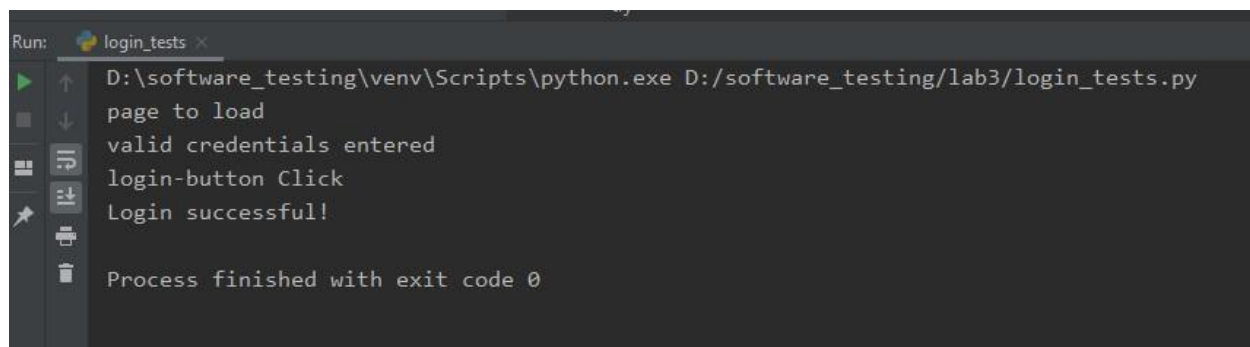 Run: login_tests
D:\software_testing\venv\Scripts\python.exe D:/software_testing/lab3/login_tests.py
page to load
valid credentials entered
login-button Click
Login successful!
Process finished with exit code 0